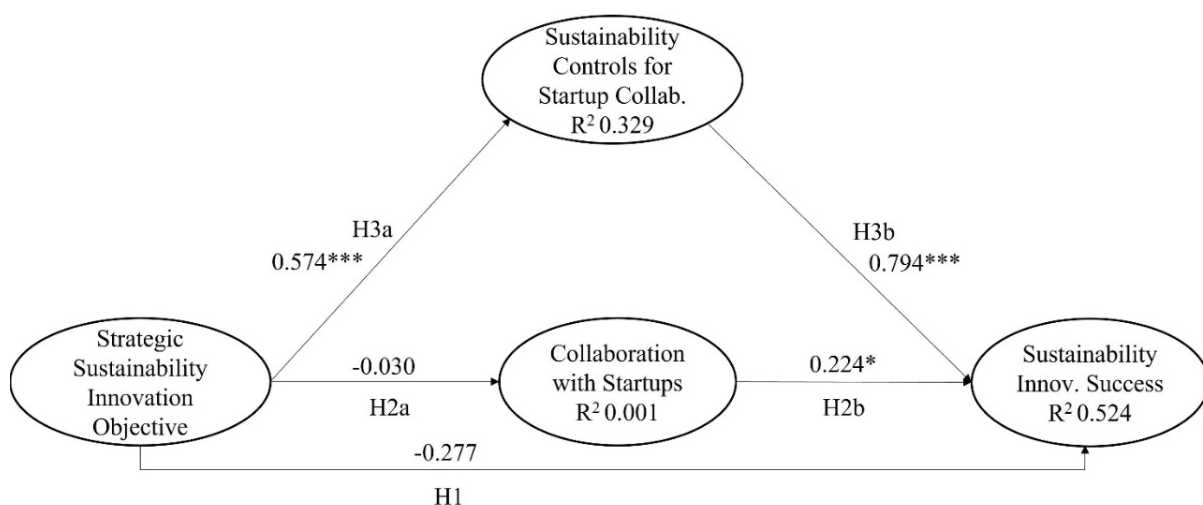 Sustainability
Controls for
Startup Collab.
R² 0.329
H3a
0.574***
H3b
0.794***
Strategic
Sustainability
Innovation
Objective
-0.030
H2a
Collaboration
with Startups
R² 0.001
0.224*
H2b
Sustainability
Innov. Success
R² 0.524
-0.277
H1